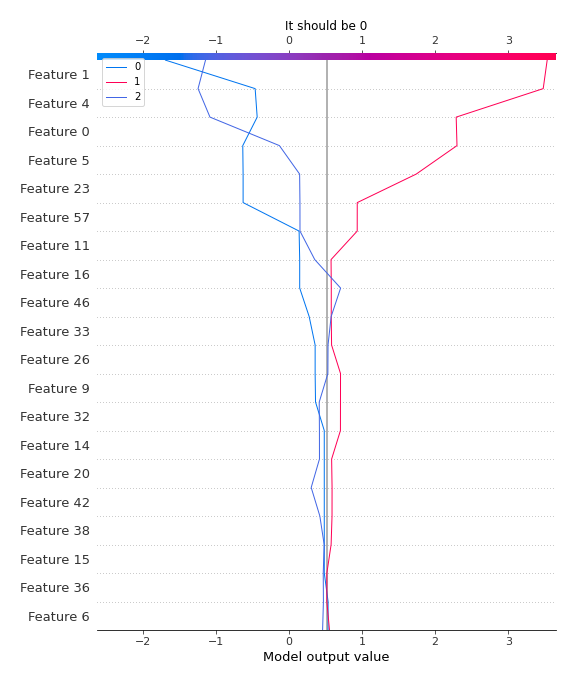 It should be 0
−2 −1 0 1 2 3
0
1
2
Feature 1
Feature 4
Feature 0
Feature 5
Feature 23
Feature 57
Feature 11
Feature 16
Feature 46
Feature 33
Feature 26
Feature 9
Feature 32
Feature 14
Feature 20
Feature 42
Feature 38
Feature 15
Feature 36
Feature 6
−2 −1 0 1 2 3
Model output value